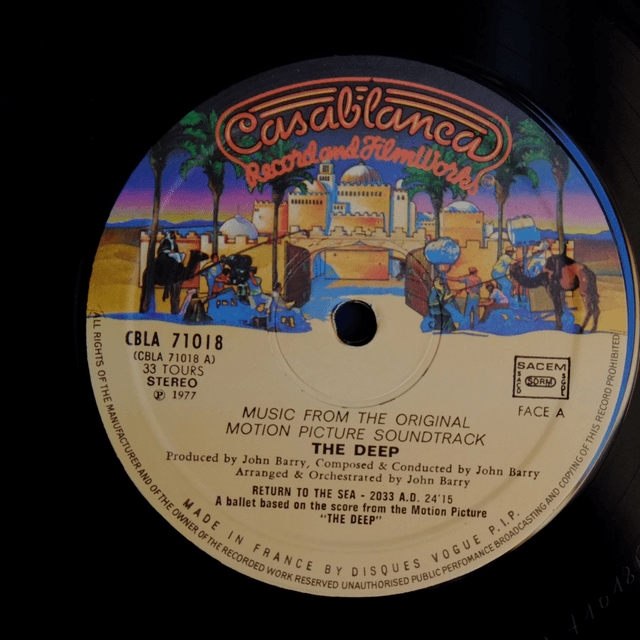 Casablanca
Record and FilmWorks
CBLA 71018
(CBLA 71018 A)
33 TOURS
STEREO
Ⓟ 1977
SACEM
SACD
SDRM
SGDL
FACE A
MUSIC FROM THE ORIGINAL
MOTION PICTURE SOUNDTRACK
THE DEEP
Produced by John Barry, Composed & Conducted by John Barry
Arranged & Orchestrated by John Barry
RETURN TO THE SEA - 2033 A.D. 24'15
A ballet based on the score from the Motion Picture
"THE DEEP"
MADE IN FRANCE BY DISQUES VOGUE P.I.P.
ALL RIGHTS OF THE MANUFACTURER AND OF THE OWNER OF THE RECORDED WORK RESERVED UNAUTHORISED PUBLIC PERFOMANCE BROADCASTING AND COPYING OF THIS RECORD PROHIBITED